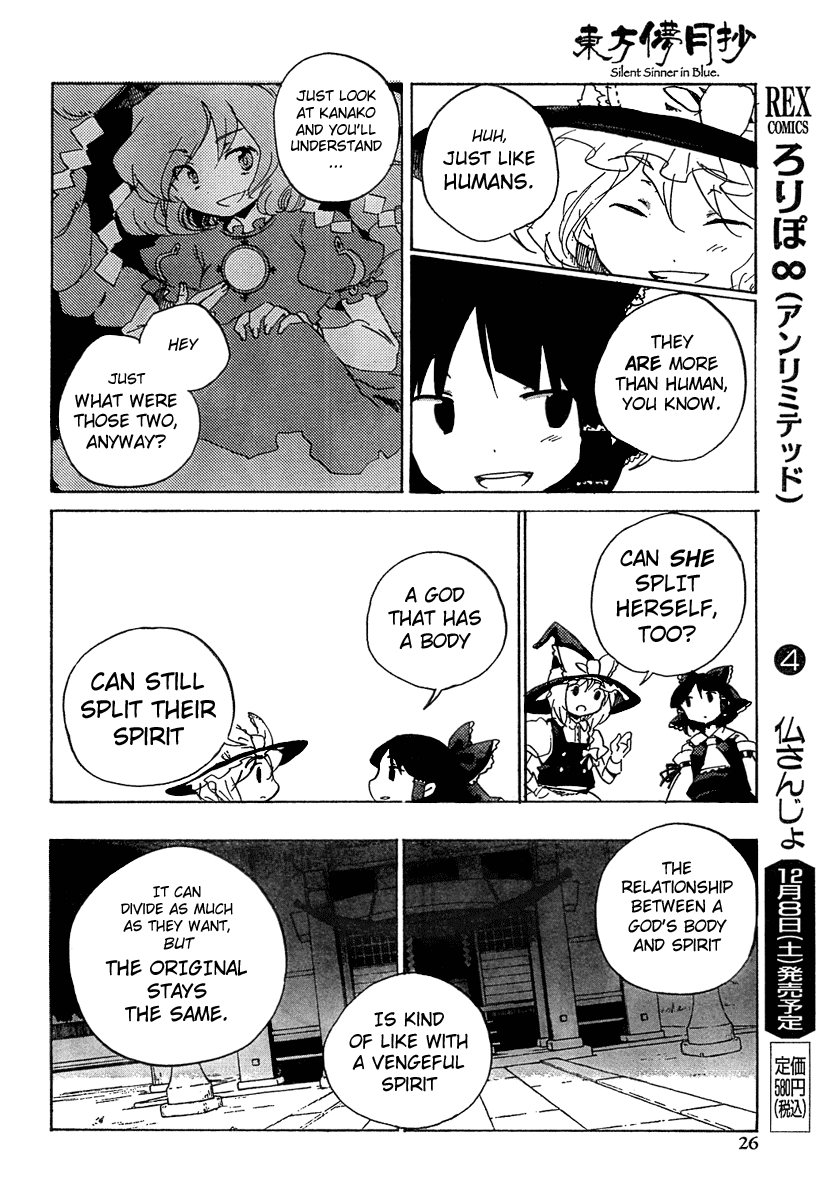 東方儚月抄
Silent Sinner in Blue.
HUH,
JUST LIKE
HUMANS.
THEY
ARE MORE
THAN HUMAN,
YOU KNOW.
JUST LOOK
AT KANAKO
AND YOU'LL
UNDERSTAND
...
HEY
JUST
WHAT WERE
THOSE TWO,
ANYWAY?
CAN SHE
SPLIT
HERSELF,
TOO?
A GOD
THAT HAS
A BODY
CAN STILL
SPLIT THEIR
SPIRIT
THE
RELATIONSHIP
BETWEEN A
GOD'S BODY
AND SPIRIT
IS KIND
OF LIKE WITH
A VENGEFUL
SPIRIT
IT CAN
DIVIDE AS MUCH
AS THEY WANT,
BUT
THE ORIGINAL
STAYS
THE SAME.
REX
COMICS
ろりぽ∞(アンリミテッド)
❹
仏さんじょ
12月8日(土)発売予定
定価
580円
(税込)
26